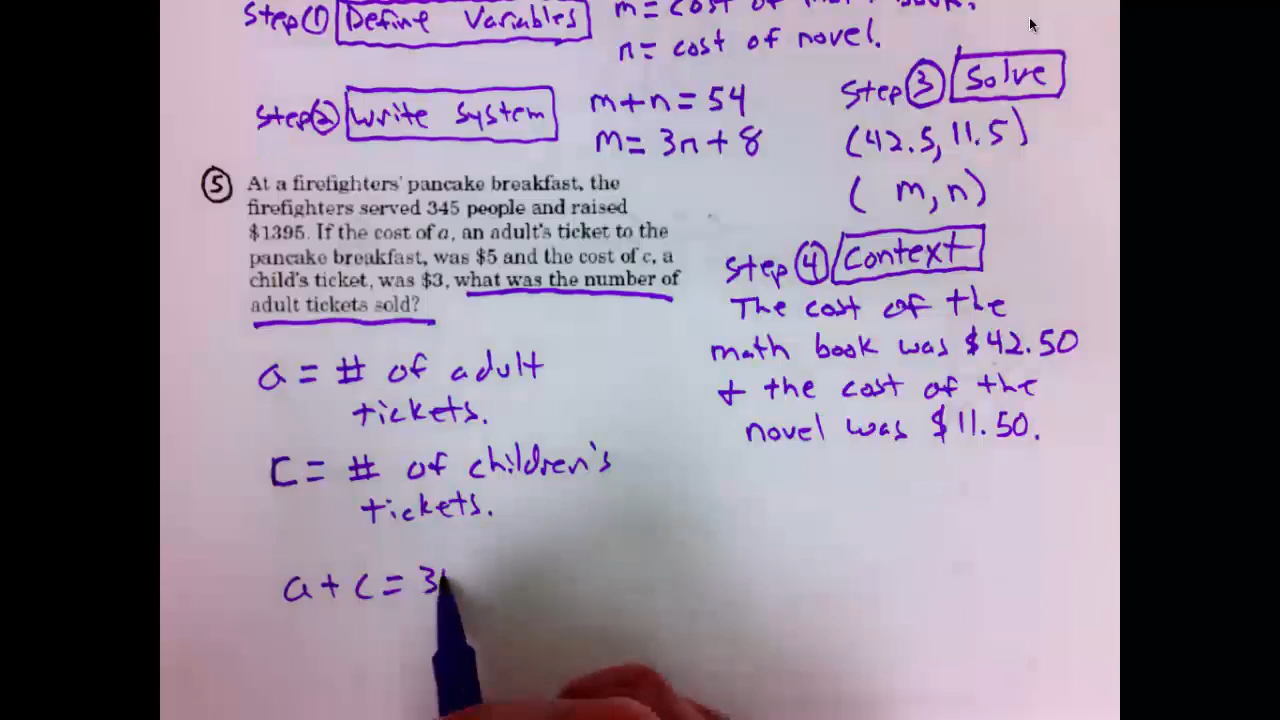 Step ① Define Variables
m = cost of math book.
n = cost of novel.
Step ② Write System
m+n = 54
m = 3n + 8
Step ③ Solve
(42.5, 11.5)
( m, n)
⑤ At a firefighters' pancake breakfast, the
firefighters served 345 people and raised
$1395. If the cost of a, an adult's ticket to the
pancake breakfast, was $5 and the cost of c, a
child's ticket, was $3, what was the number of
adult tickets sold?
Step ④ Context
The cost of the
math book was $42.50
+ the cost of the
novel was $11.50.
a = # of adult
tickets.
C = # of children's
tickets.
a + c = 3